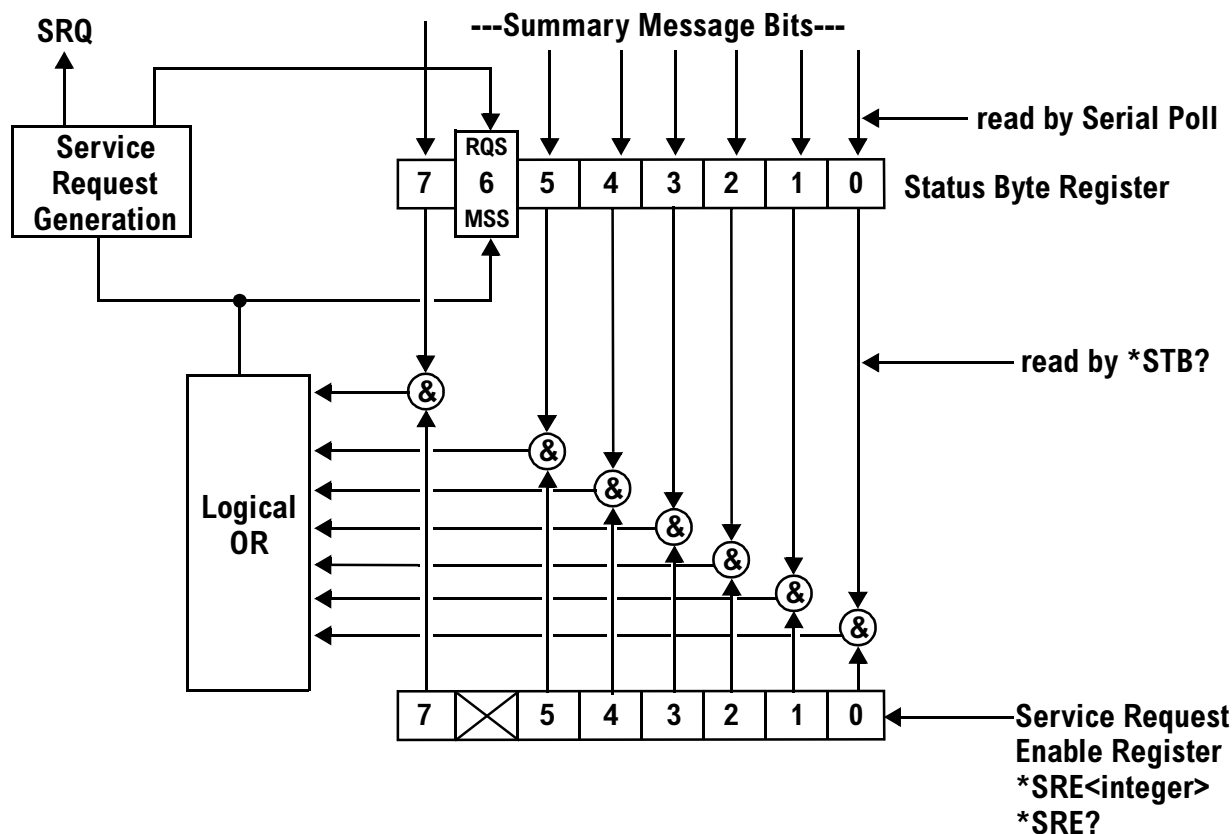 SRQ
---Summary Message Bits---
read by Serial Poll
Service
Request
Generation
RQS
7 6 5 4 3 2 1 0
MSS
Status Byte Register
read by *STB?
&
&
&
&
&
&
&
Logical
OR
7 5 4 3 2 1 0
Service Request
Enable Register
*SRE<integer>
*SRE?